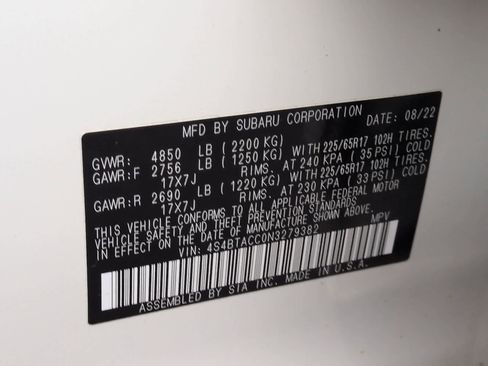 MFD BY SUBARU CORPORATION DATE: 08/22
GVWR: 4850 LB (2200 KG)
GAWR:F 2756 LB (1250 KG) WITH 225/65R17 102H TIRES.
17X7J RIMS. AT 240 KPA (35 PSI) COLD
GAWR:R 2690 LB (1220 KG) WITH 225/65R17 102H TIRES.
17X7J RIMS. AT 230 KPA (33 PSI) COLD
THIS VEHICLE CONFORMS TO ALL APPLICABLE FEDERAL MOTOR
VEHICLE SAFETY AND THEFT PREVENTION STANDARDS
IN EFFECT ON THE DATE OF MANUFACTURE SHOWN ABOVE.
VIN: 4S4BTACC0N3279382 MPV
ASSEMBLED BY SIA INC. MADE IN U.S.A.